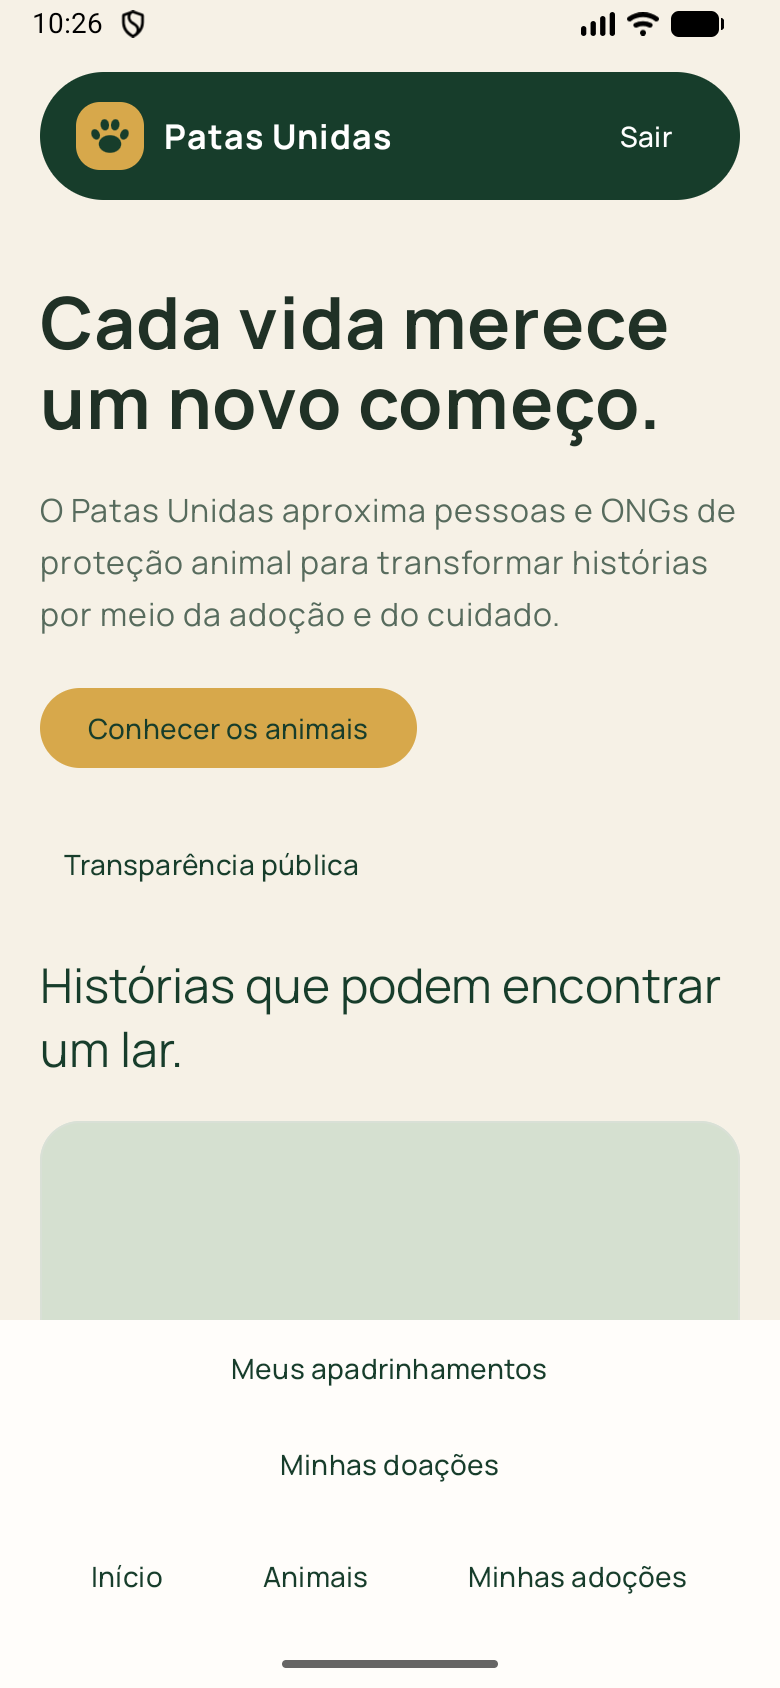 10:26
Patas Unidas
Sair
Cada vida merece
um novo começo.
O Patas Unidas aproxima pessoas e ONGs de
proteção animal para transformar histórias
por meio da adoção e do cuidado.
Conhecer os animais
Transparência pública
Histórias que podem encontrar
um lar.
Meus apadrinhamentos
Minhas doações
Início
Animais
Minhas adoções